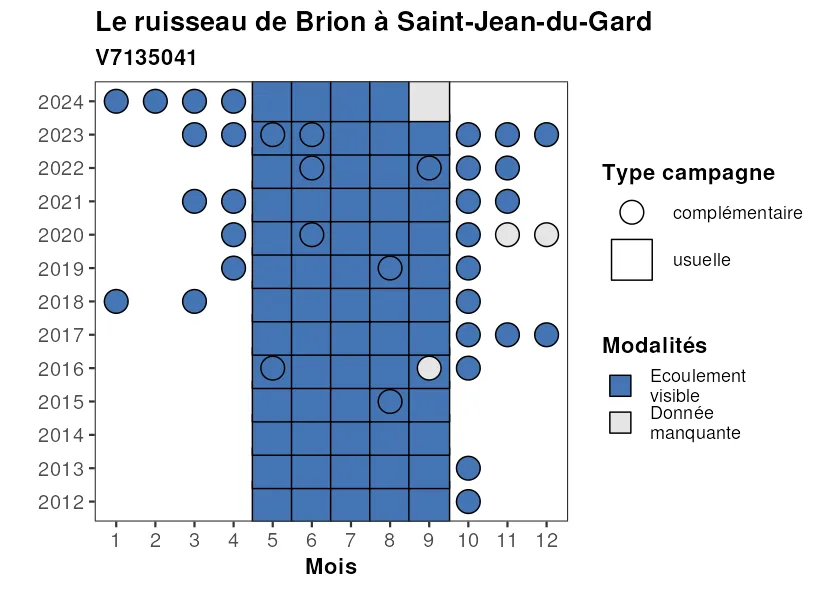 Le ruisseau de Brion à Saint-Jean-du-Gard
V7135041
2024
2023
2022
2021
2020
2019
2018
2017
2016
2015
2014
2013
2012
1 2 3 4 5 6 7 8 9 10 11 12
Mois
Type campagne
complémentaire
usuelle
Modalités
Ecoulement
visible
Donnée
manquante